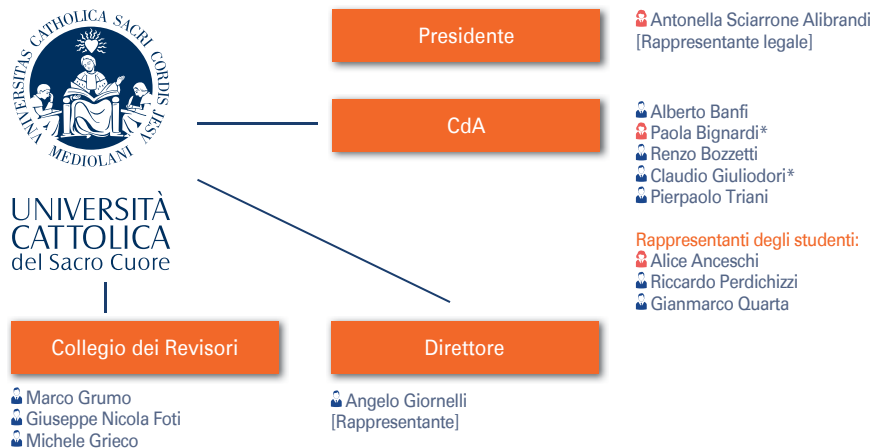 UNIVERSITAS CATHOLICA SACRI CORDIS JESV
MEDIOLANI
UNIVERSITÀ
CATTOLICA
del Sacro Cuore
Presidente
Antonella Sciarrone Alibrandi
[Rappresentante legale]
CdA
Alberto Banfi
Paola Bignardi*
Renzo Bozzetti
Claudio Giuliodori*
Pierpaolo Triani
Rappresentanti degli studenti:
Alice Anceschi
Riccardo Perdichizzi
Gianmarco Quarta
Collegio dei Revisori
Marco Grumo
Giuseppe Nicola Foti
Michele Grieco
Direttore
Angelo Giornelli
[Rappresentante]